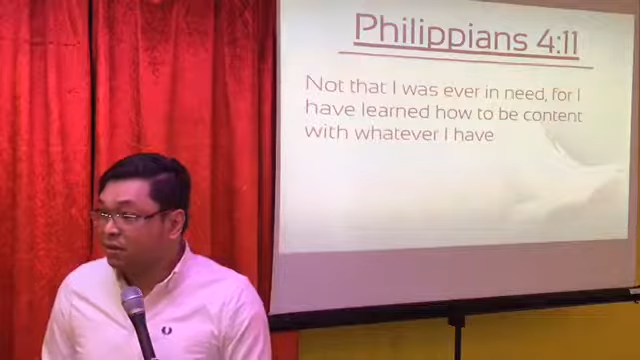 Philippians 4:11
Not that I was ever in need, for I
have learned how to be content
with whatever I have